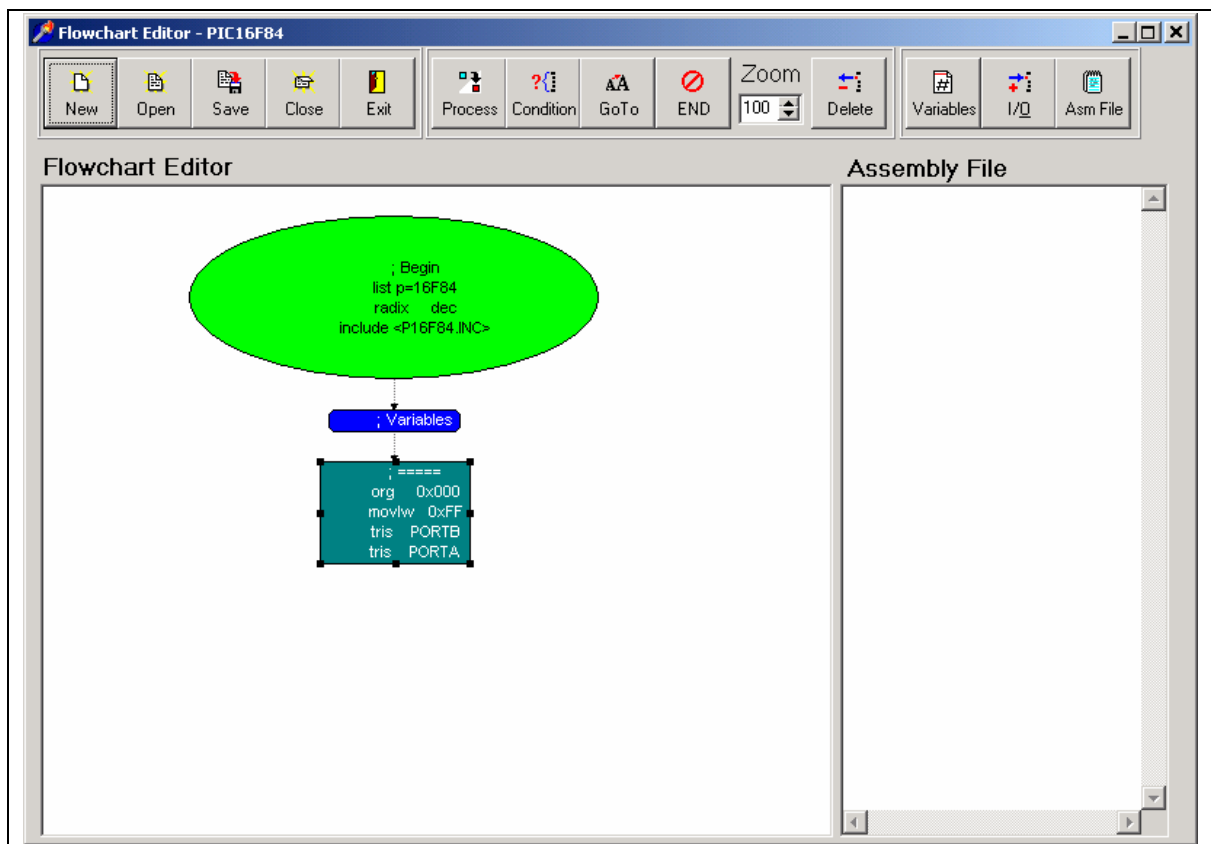 Flowchart Editor - PIC16F84
New Open Save Close Exit Process Condition GoTo END Zoom 100 Delete Variables I/O Asm File
Flowchart Editor
Assembly File
; Begin
list p=16F84
radix dec
include <P16F84.INC>
; Variables
; =====
org 0x000
movlw 0xFF
tris PORTB
tris PORTA